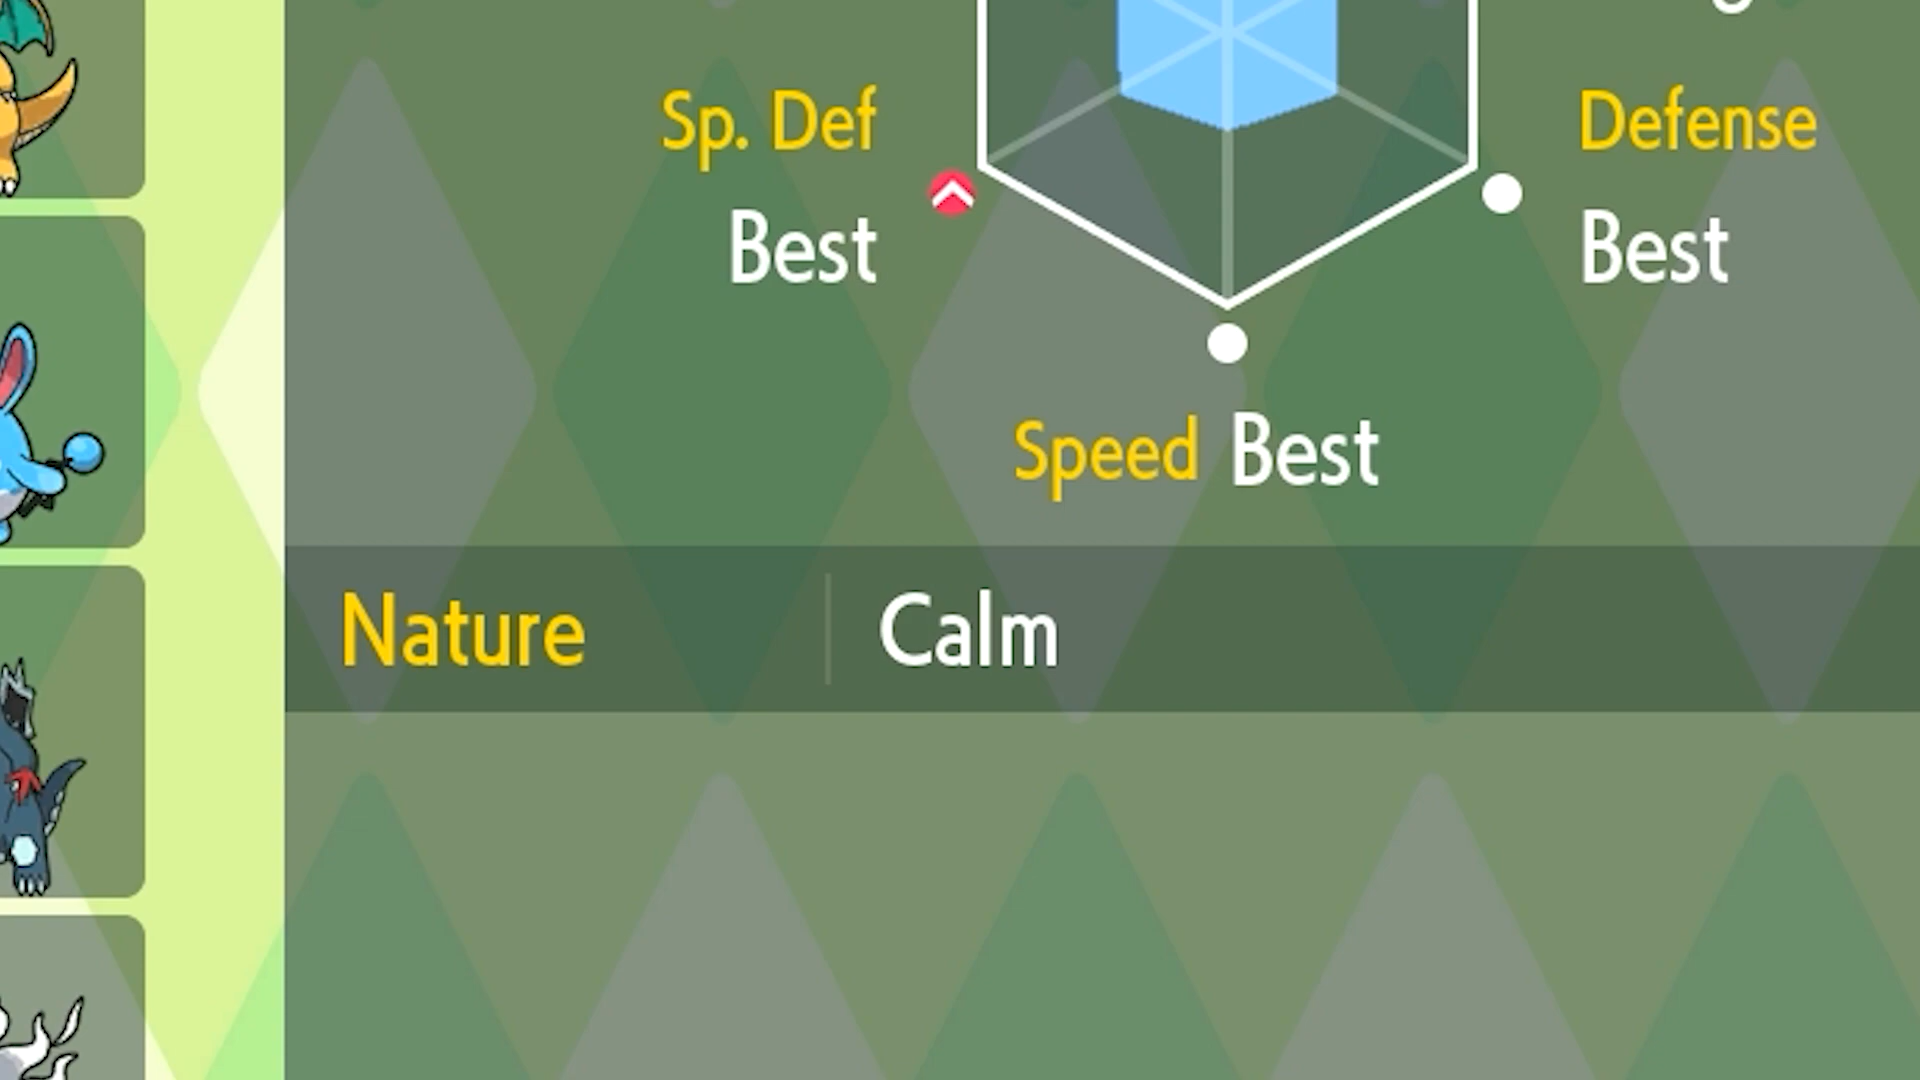 Sp. Def
Defense
Best
Best
Speed Best
Nature
Calm